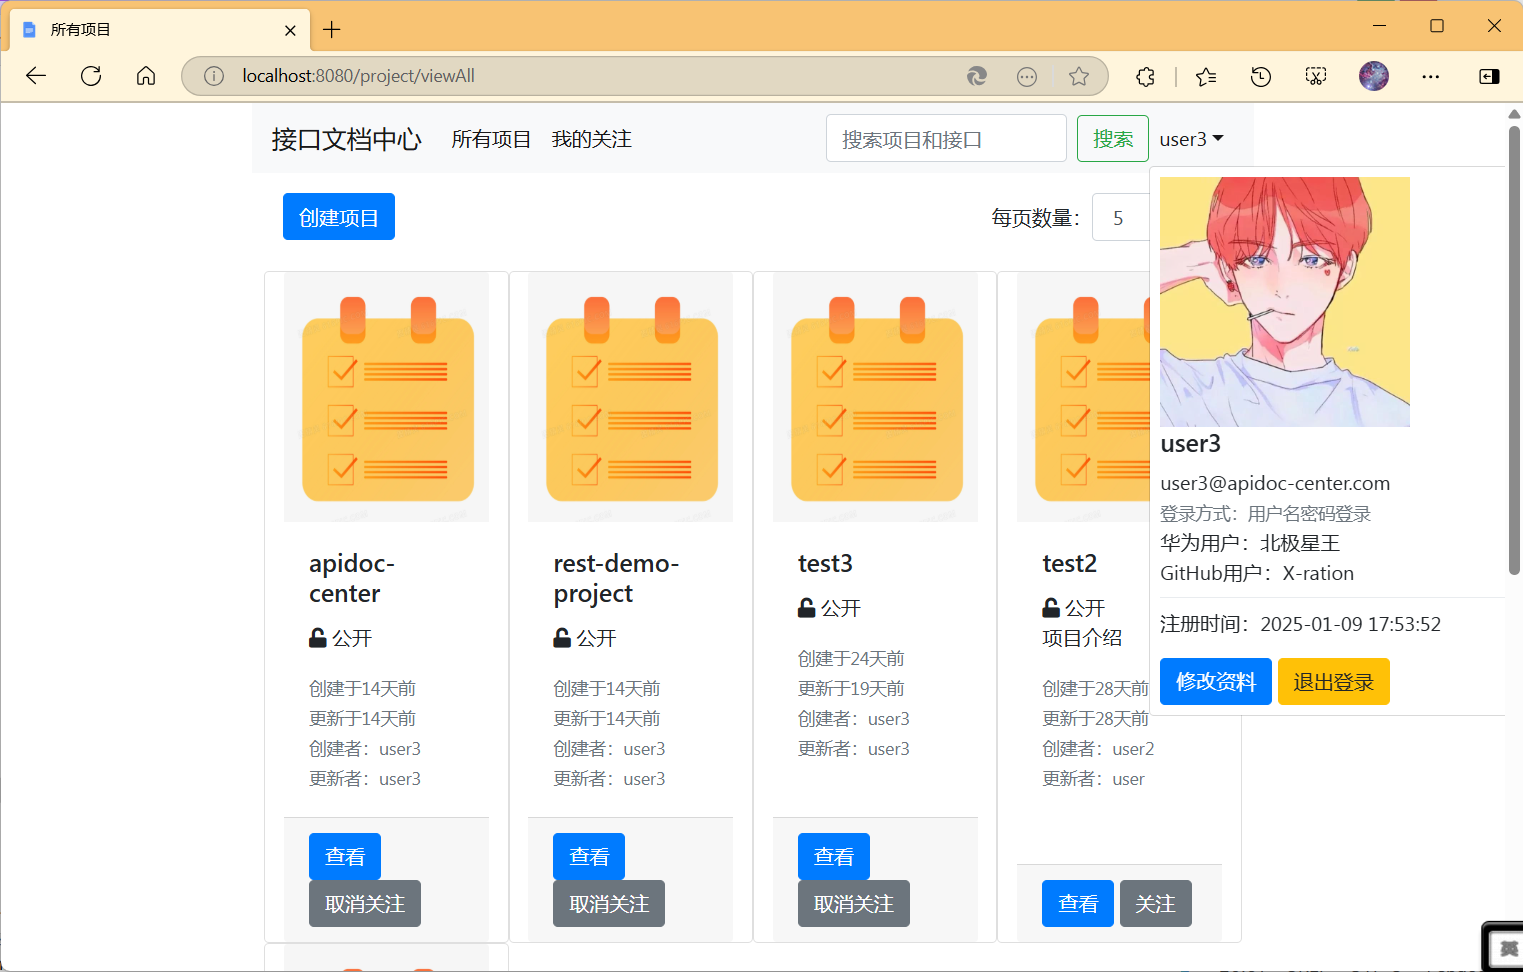 所有项目
localhost:8080/project/viewAll
接口文档中心 所有项目 我的关注 搜索项目和接口 搜索 user3
创建项目 每页数量： 5
user3
user3@apidoc-center.com
登录方式：用户名密码登录
华为用户：北极星王
GitHub用户：X-ration
注册时间：2025-01-09 17:53:52
修改资料 退出登录
apidoc-
center
公开
创建于14天前
更新于14天前
创建者：user3
更新者：user3
查看
取消关注
rest-demo-
project
公开
创建于14天前
更新于14天前
创建者：user3
更新者：user3
查看
取消关注
test3
公开
创建于24天前
更新于19天前
创建者：user3
更新者：user3
查看
取消关注
test2
公开
项目介绍
创建于28天前
更新于28天前
创建者：user2
更新者：user
查看 关注
英